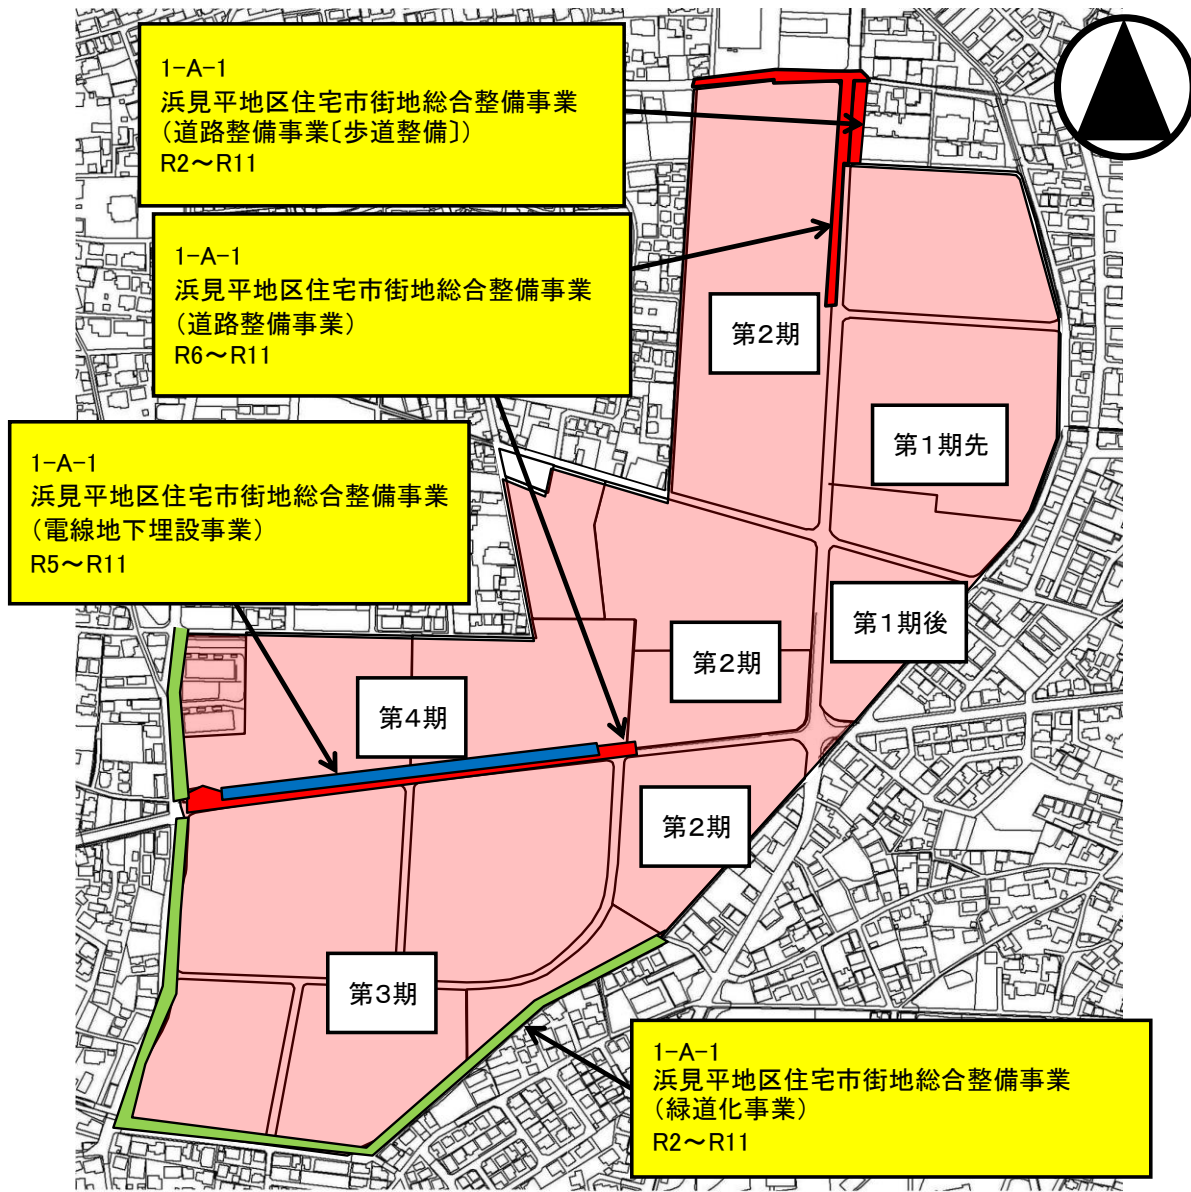 1-A-1
浜見平地区住宅市街地総合整備事業
(道路整備事業〔歩道整備〕)
R2～R11
1-A-1
浜見平地区住宅市街地総合整備事業
(道路整備事業)
R6～R11
第2期
第1期先
1-A-1
浜見平地区住宅市街地総合整備事業
(電線地下埋設事業)
R5～R11
第1期後
第2期
第4期
第2期
第3期
1-A-1
浜見平地区住宅市街地総合整備事業
(緑道化事業)
R2～R11